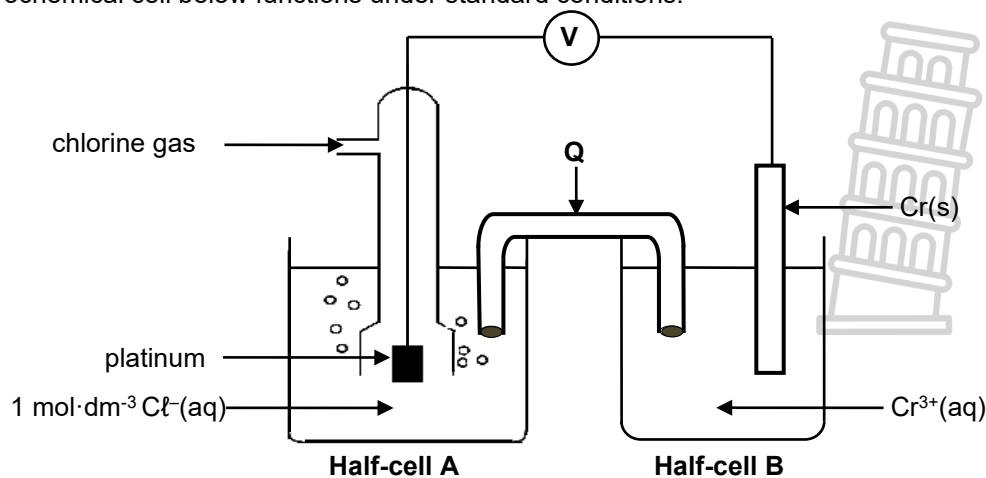 ochemical cell below functions under standard conditions.
V
chlorine gas
Q
Cr(s)
platinum
1 mol·dm⁻³ Cℓ⁻(aq)
Cr³⁺(aq)
Half-cell A
Half-cell B